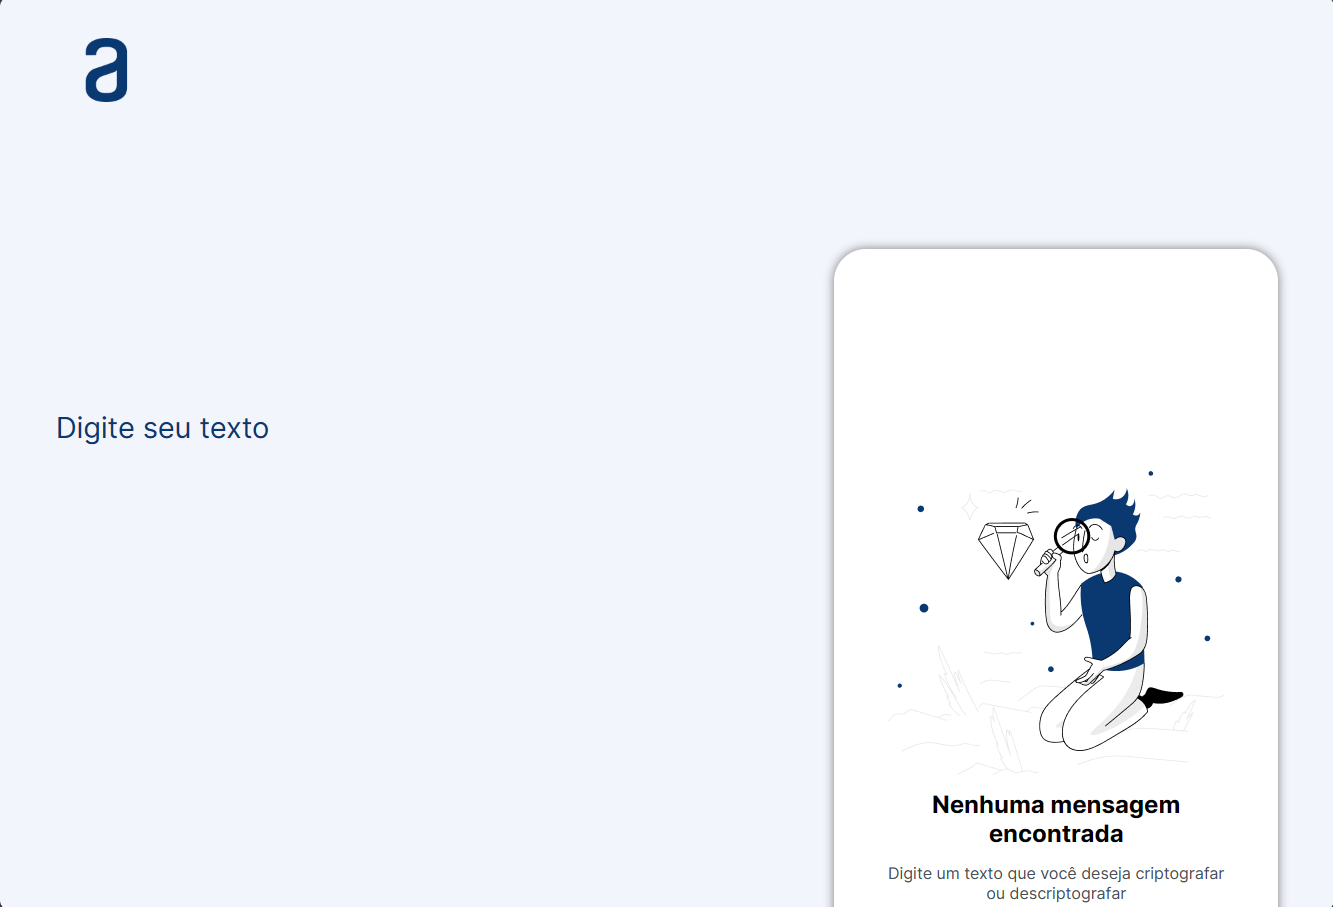 a
Digite seu texto
Nenhuma mensagem
encontrada
Digite um texto que você deseja criptografar
ou descriptografar